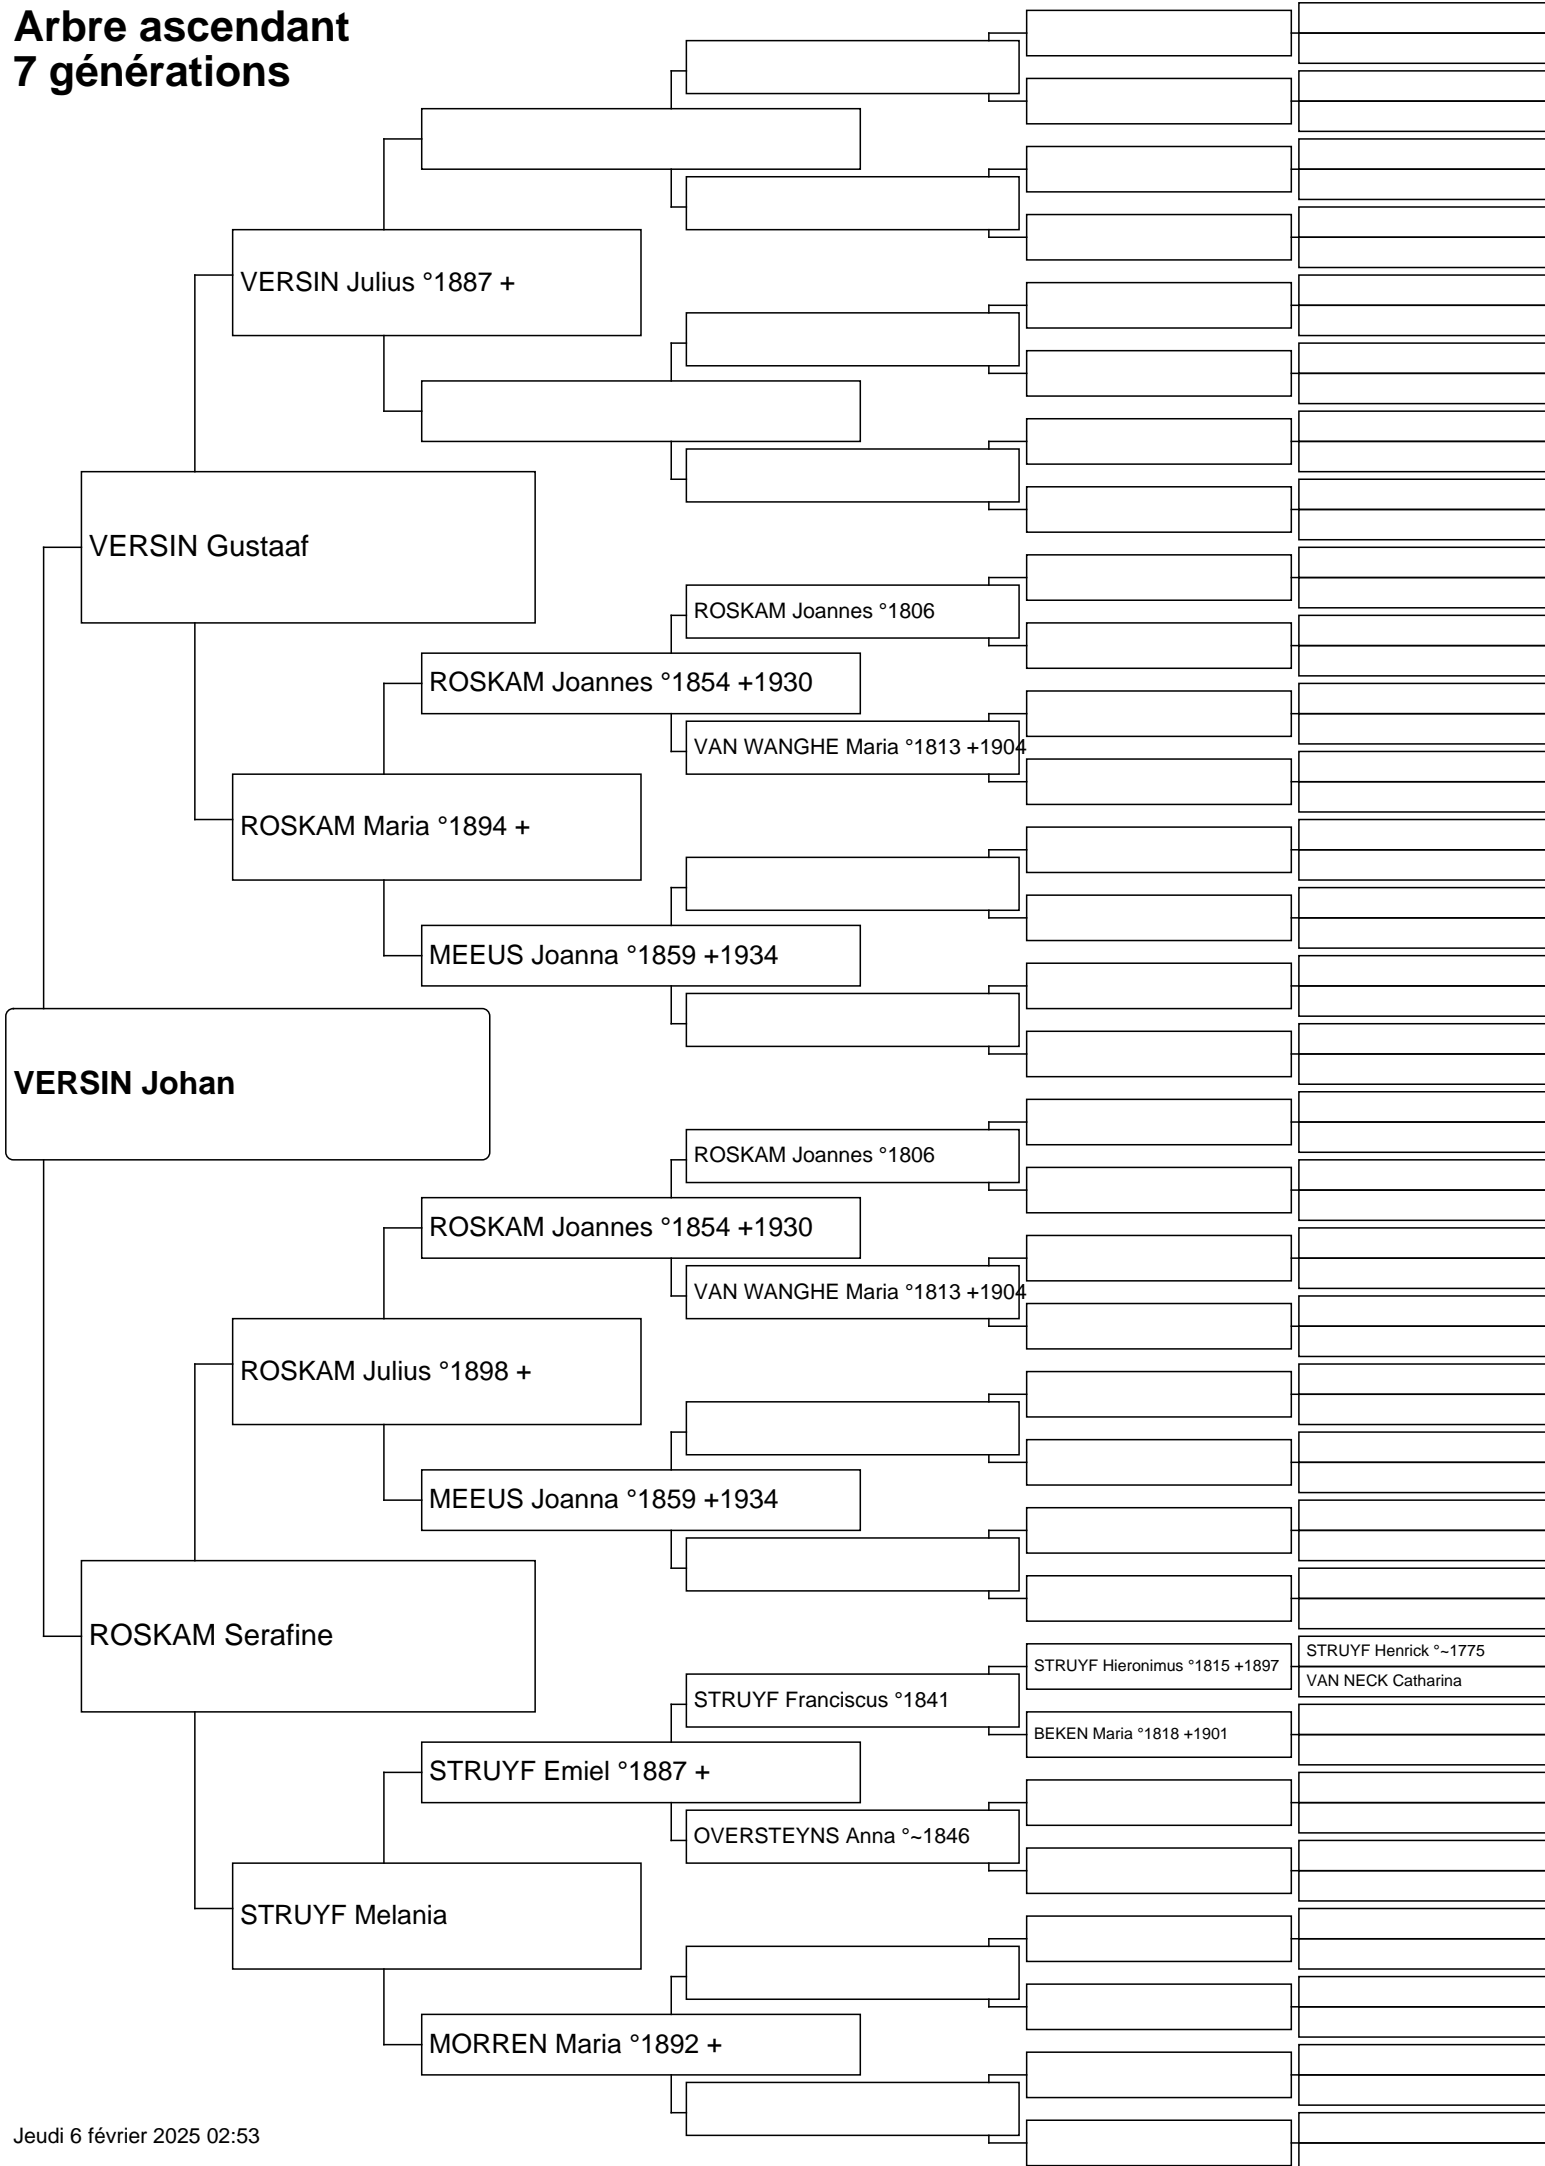 Arbre ascendant
7 générations
VERSIN Julius °1887 +
VERSIN Gustaaf
ROSKAM Joannes °1806
ROSKAM Joannes °1854 +1930
VAN WANGHE Maria °1813 +1904
ROSKAM Maria °1894 +
MEEUS Joanna °1859 +1934
VERSIN Johan
ROSKAM Joannes °1806
ROSKAM Joannes °1854 +1930
VAN WANGHE Maria °1813 +1904
ROSKAM Julius °1898 +
MEEUS Joanna °1859 +1934
ROSKAM Serafine
STRUYF Henrick °~1775
STRUYF Hieronimus °1815 +1897
VAN NECK Catharina
STRUYF Franciscus °1841
BEKEN Maria °1818 +1901
STRUYF Emiel °1887 +
OVERSTEYNS Anna °~1846
STRUYF Melania
MORREN Maria °1892 +
Jeudi 6 février 2025 02:53